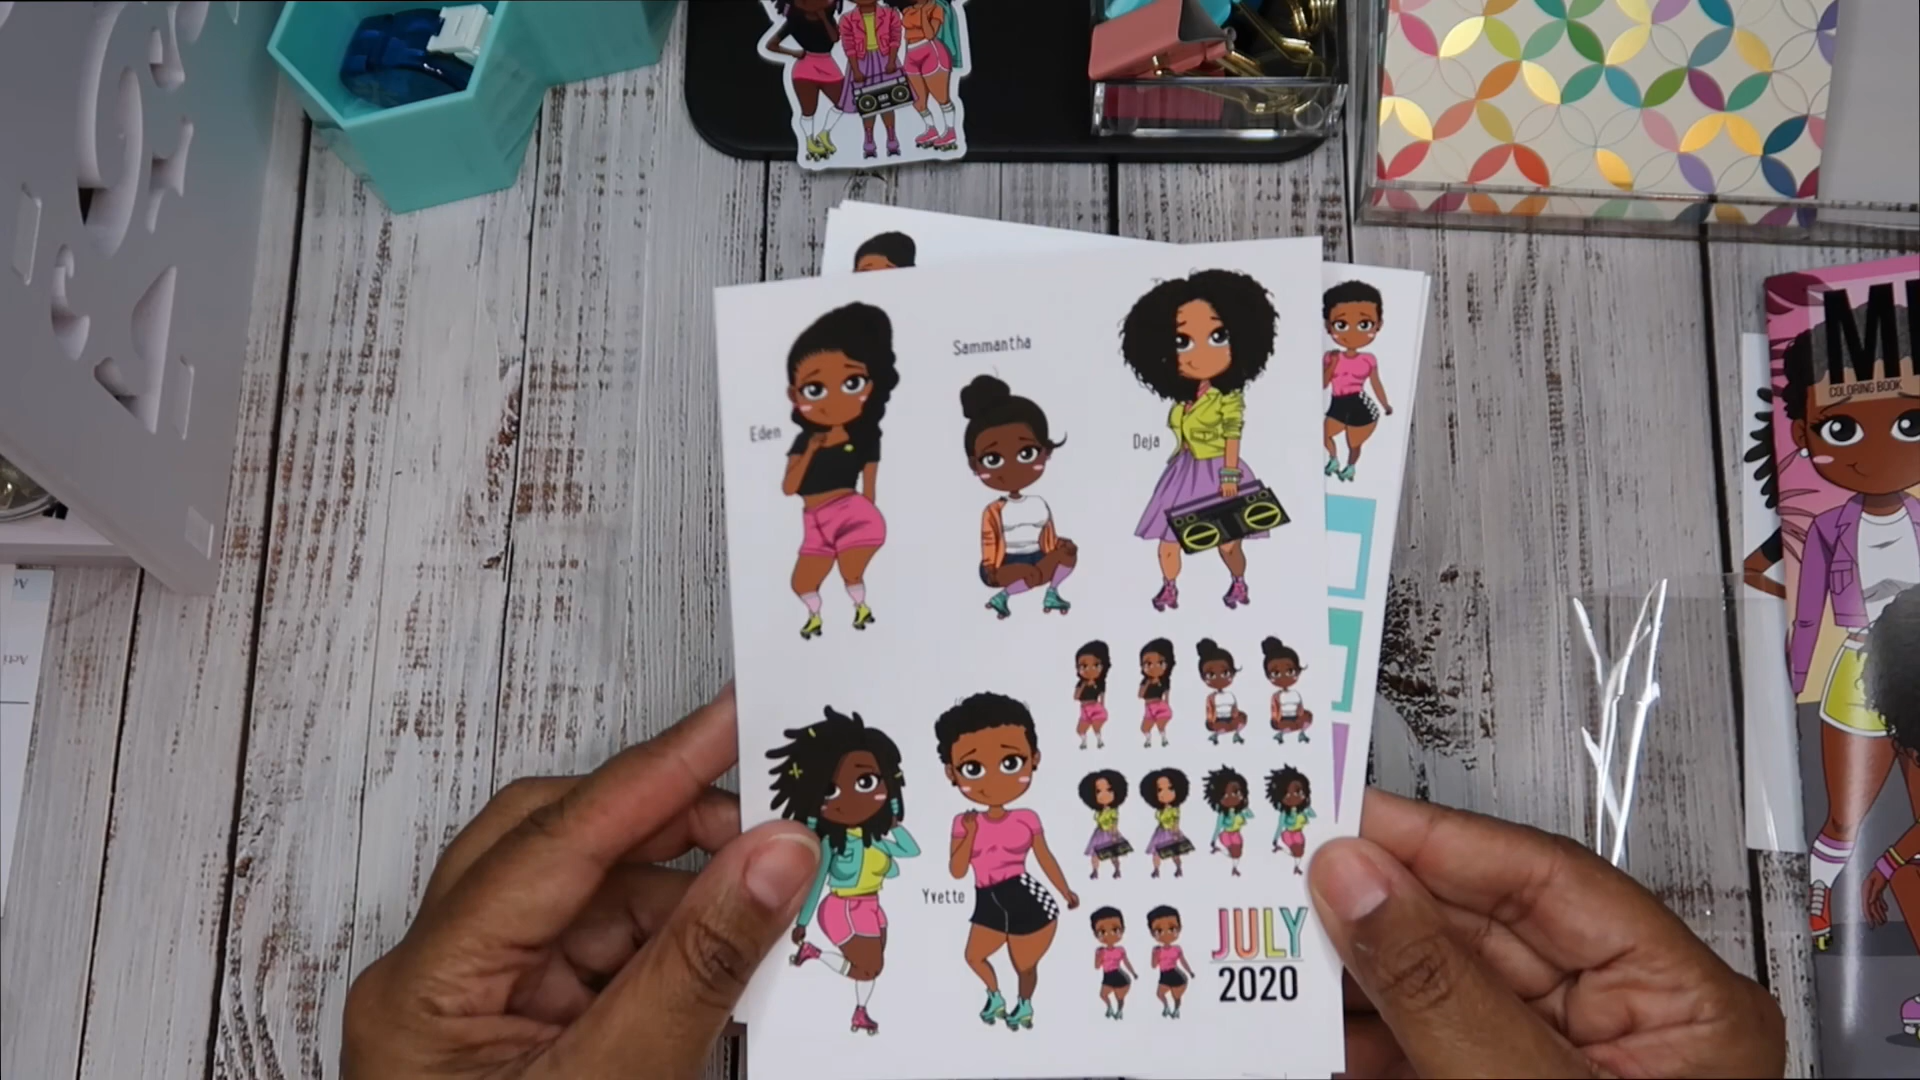 Sammantha
Eden
Deja
Yvette
JULY
2020
COLORING BOOK